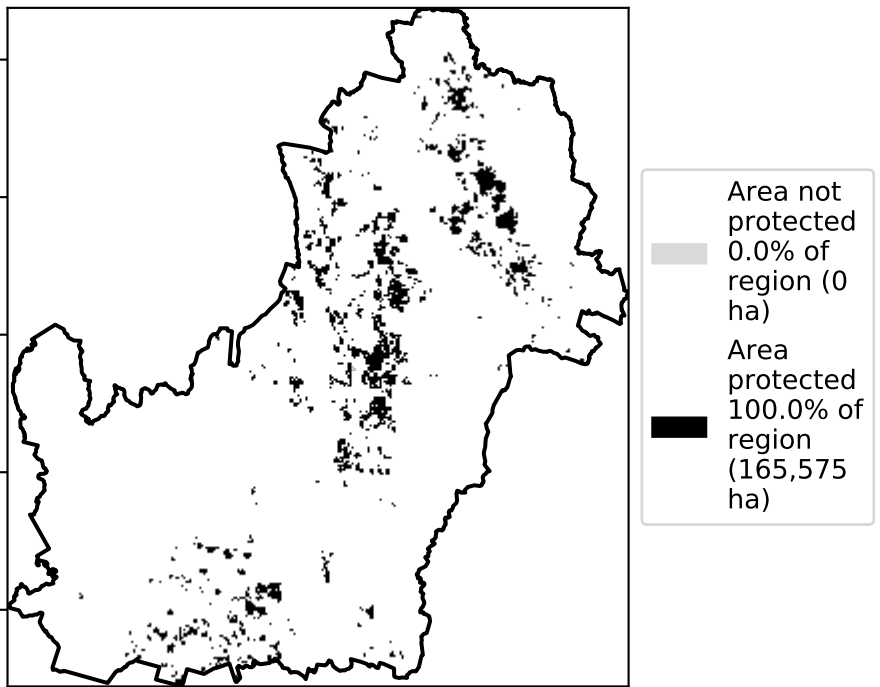 Area not
protected
0.0% of
region (0
ha)
Area
protected
100.0% of
region
(165,575
ha)